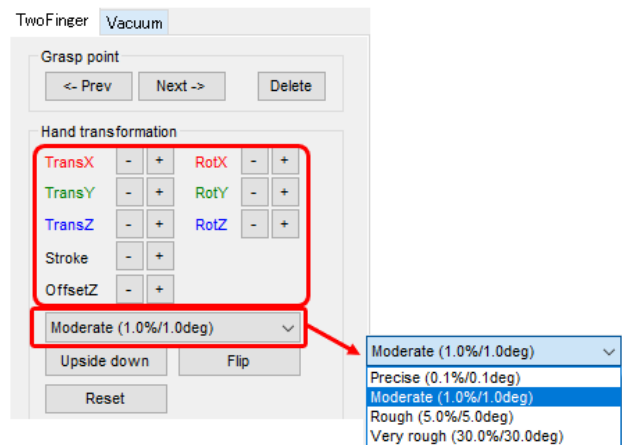 TwoFinger Vacuum
Grasp point
<- Prev Next -> Delete
Hand transformation
TransX - + RotX - +
TransY - + RotY - +
TransZ - + RotZ - +
Stroke - +
OffsetZ - +
Moderate (1.0%/1.0deg)
Upside down Flip
Reset
Moderate (1.0%/1.0deg)
Precise (0.1%/0.1deg)
Moderate (1.0%/1.0deg)
Rough (5.0%/5.0deg)
Very rough (30.0%/30.0deg)